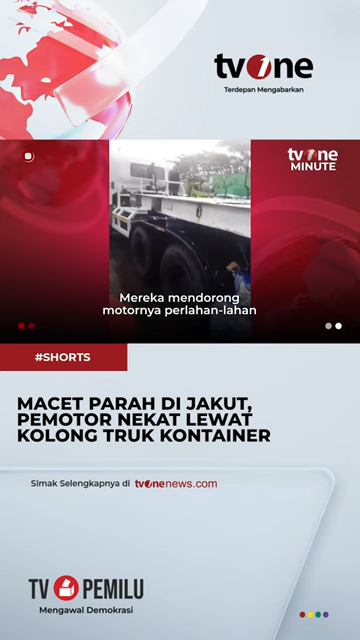 tvOne
Terdepan Mengabarkan
tvOne
MINUTE
Mereka mendorong
motornya perlahan-lahan
#SHORTS
MACET PARAH DI JAKUT,
PEMOTOR NEKAT LEWAT
KOLONG TRUK KONTAINER
Simak Selengkapnya di tvonenews.com
TV PEMILU
Mengawal Demokrasi